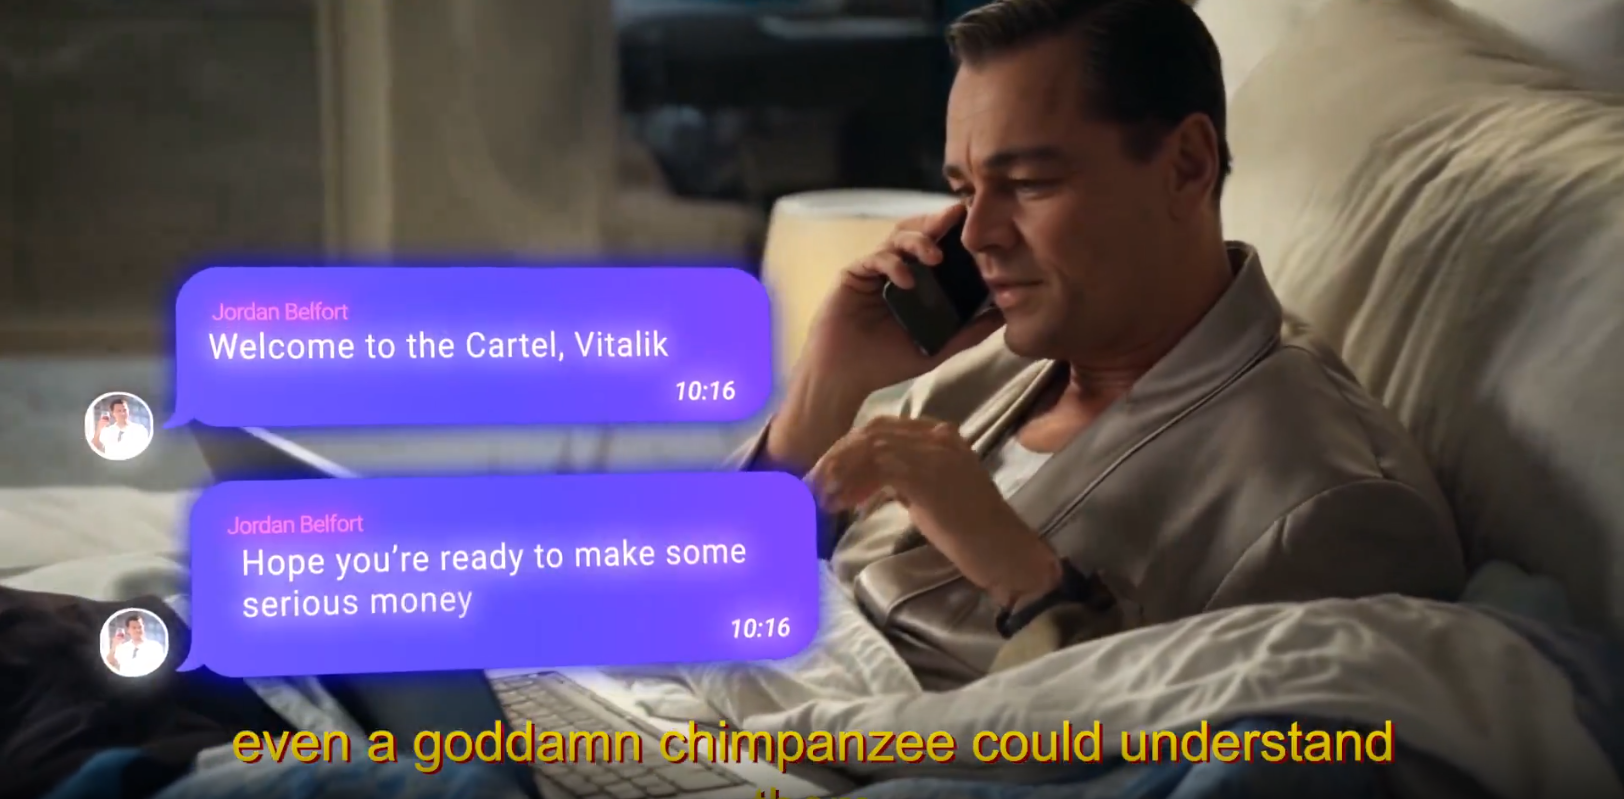 Jordan Belfort
Welcome to the Cartel, Vitalik
10:16
Jordan Belfort
Hope you're ready to make some
serious money
10:16
even a goddamn chimpanzee could understand